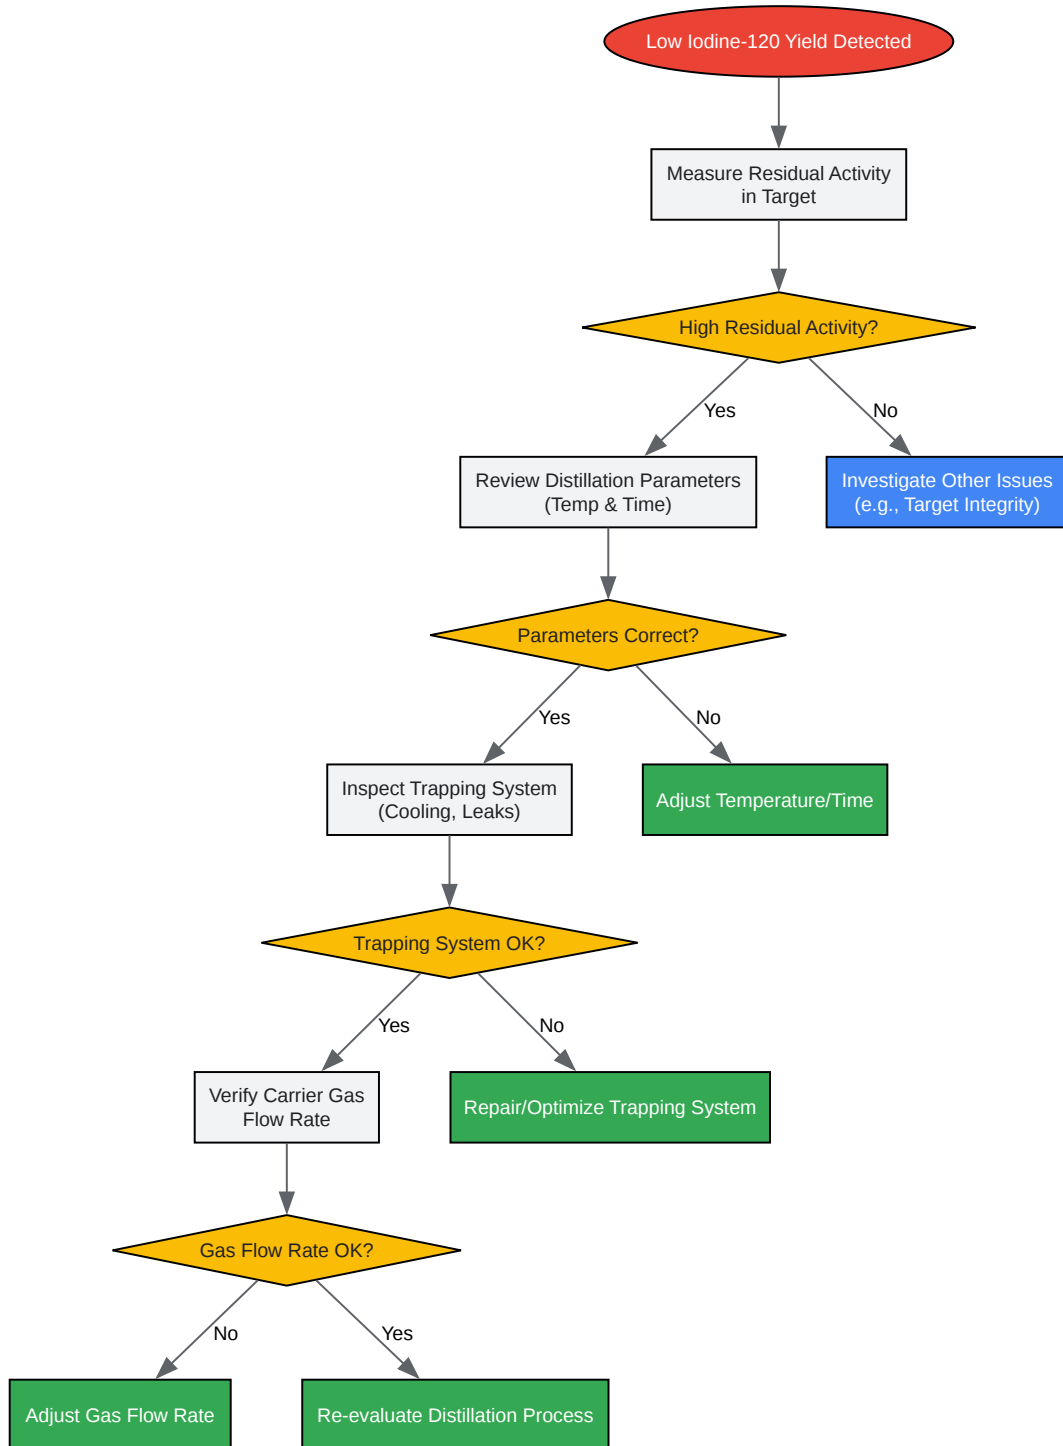 Low Iodine-120 Yield Detected
Measure Residual Activity
in Target
High Residual Activity?
Yes
No
Review Distillation Parameters
(Temp & Time)
Investigate Other Issues
(e.g., Target Integrity)
Parameters Correct?
Yes
No
Inspect Trapping System
(Cooling, Leaks)
Adjust Temperature/Time
Trapping System OK?
Yes
No
Verify Carrier Gas
Flow Rate
Repair/Optimize Trapping System
Gas Flow Rate OK?
No
Yes
Adjust Gas Flow Rate
Re-evaluate Distillation Process